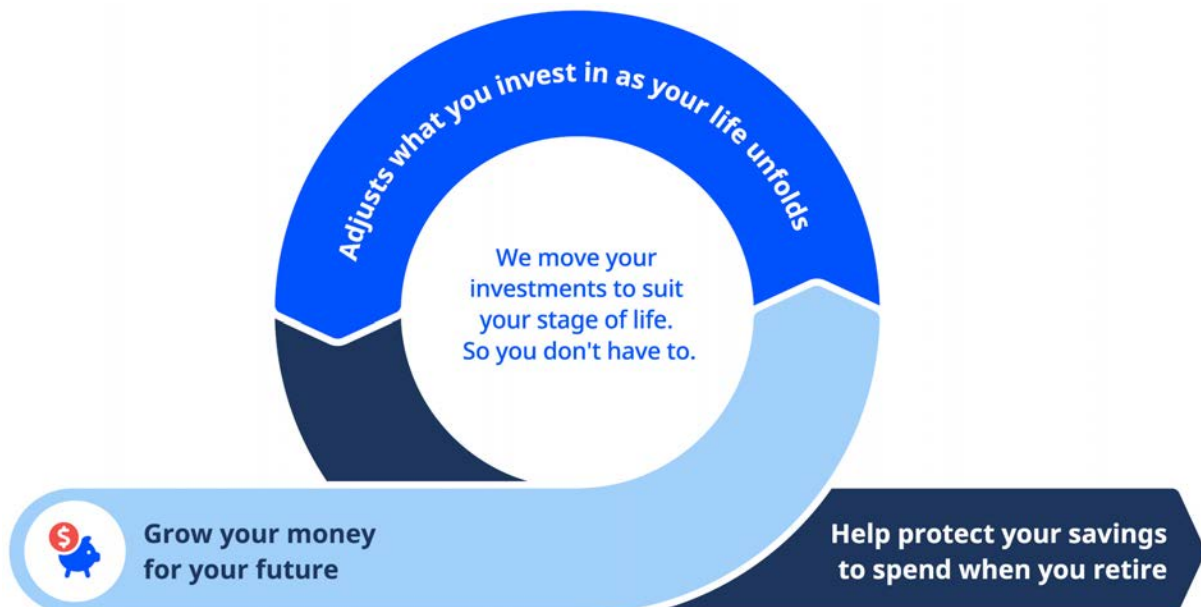 Adjusts what you invest in as your life unfolds
We move your
investments to suit
your stage of life.
So you don't have to.
$
Grow your money
for your future
Help protect your savings
to spend when you retire